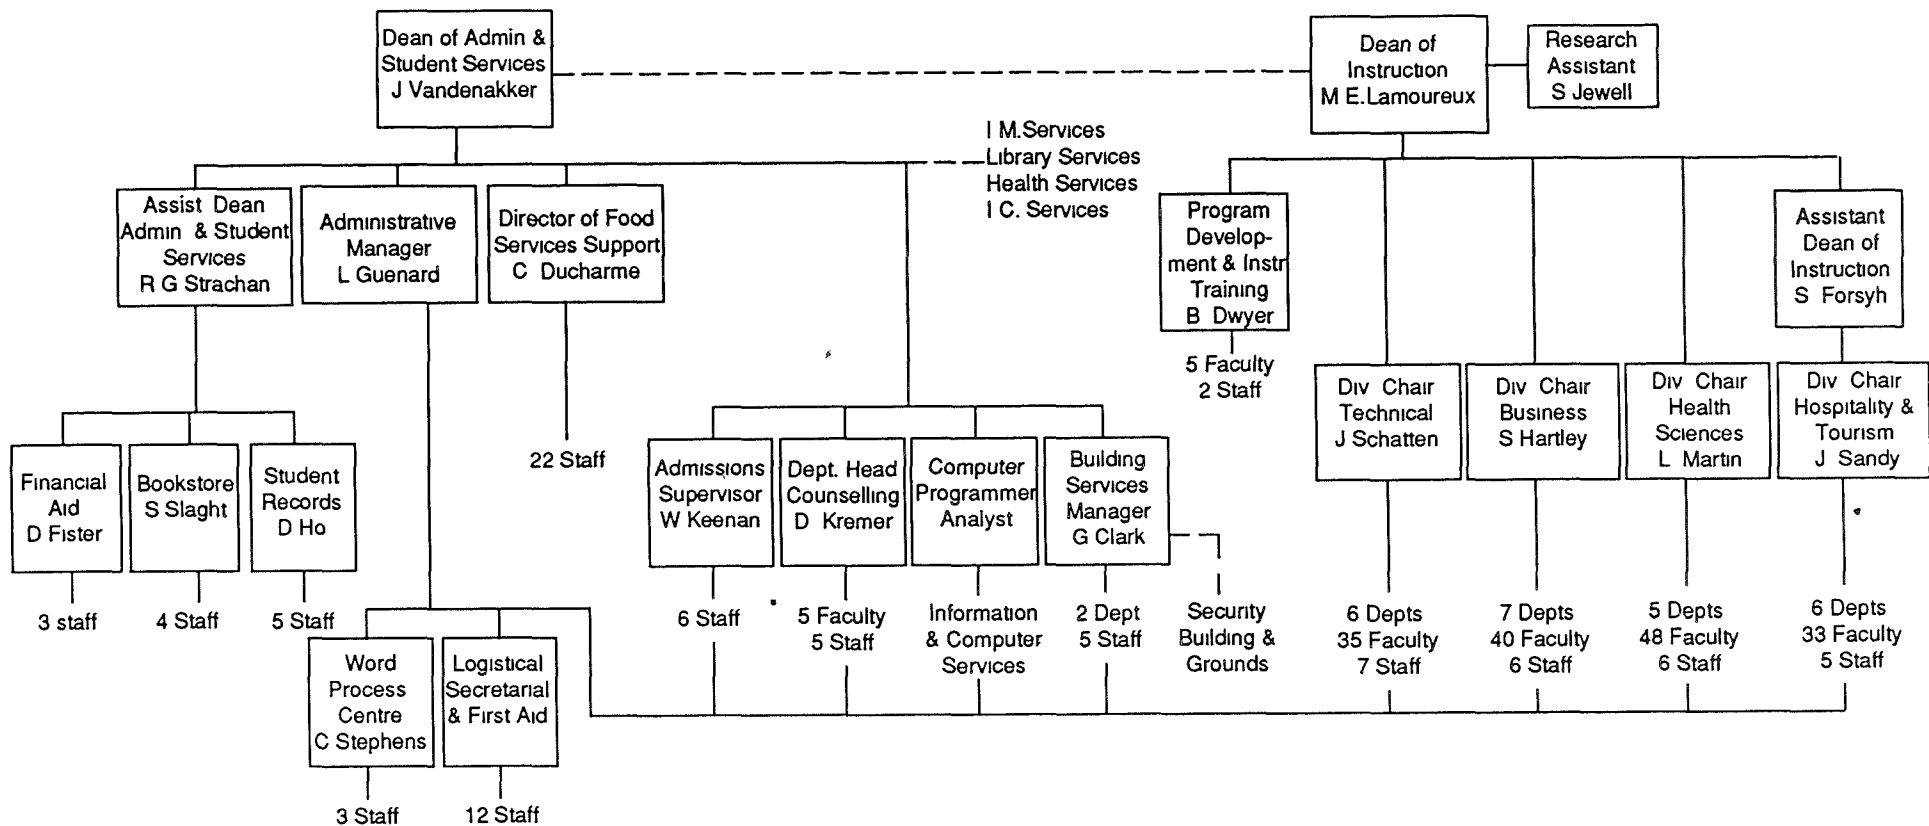 Dean of Admin &
Student Services
J Vandenakker
Dean of
Instruction
M E.Lamoureux
Research
Assistant
S Jewell
I M.Services
Library Services
Health Services
I C. Services
Assist Dean
Admin & Student
Services
R G Strachan
Administrative
Manager
L Guenard
Director of Food
Services Support
C Ducharme
Program
Develop-
ment & Instr
Training
B Dwyer
Assistant
Dean of
Instruction
S Forsyh
5 Faculty
2 Staff
Div Chair
Technical
J Schatten
Div Chair
Business
S Hartley
Div Chair
Health
Sciences
L Martin
Div Chair
Hospitality &
Tourism
J Sandy
Financial
Aid
D Fister
Bookstore
S Slaght
Student
Records
D Ho
22 Staff
Admissions
Supervisor
W Keenan
Dept. Head
Counselling
D Kremer
Computer
Programmer
Analyst
Building
Services
Manager
G Clark
3 staff
4 Staff
5 Staff
6 Staff
5 Faculty
5 Staff
Information
& Computer
Services
2 Dept
5 Staff
Security
Building &
Grounds
6 Depts
35 Faculty
7 Staff
7 Depts
40 Faculty
6 Staff
5 Depts
48 Faculty
6 Staff
6 Depts
33 Faculty
5 Staff
Word
Process
Centre
C Stephens
Logistical
Secretarial
& First Aid
3 Staff
12 Staff